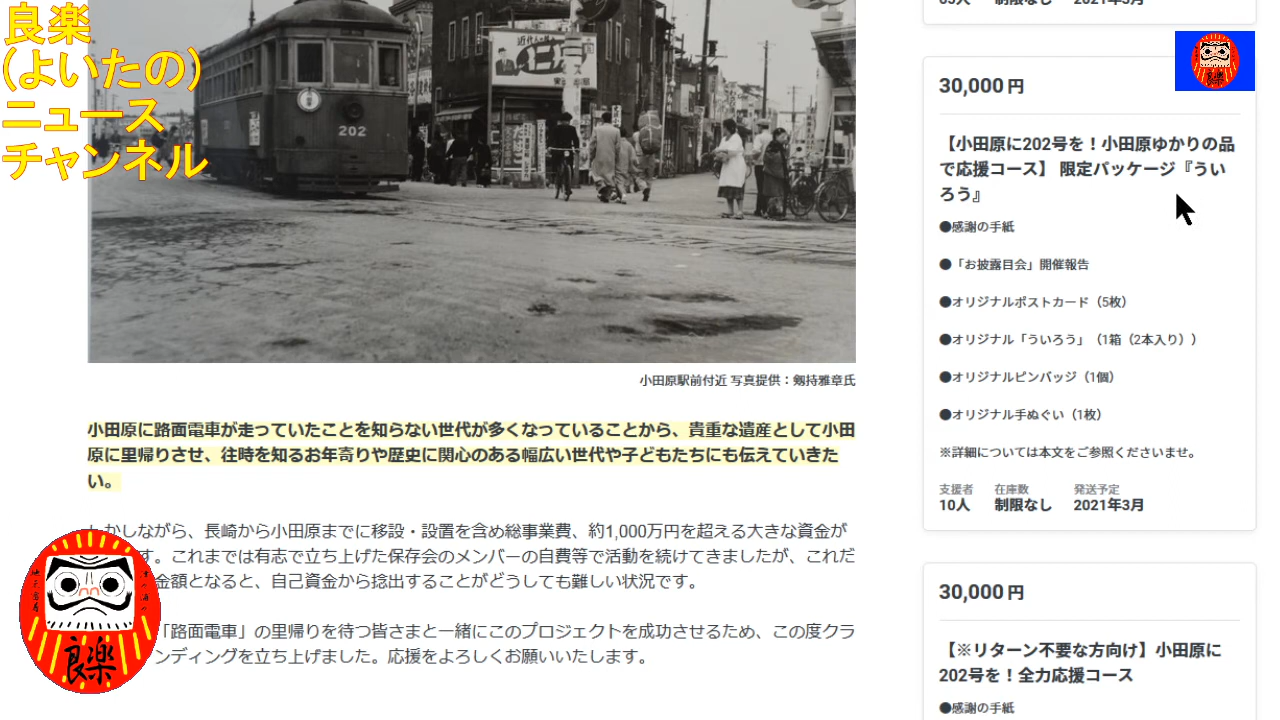 良楽
(よいたの)
ニュース
チャンネル
202
小田原駅前付近 写真提供：剱持雅章氏
小田原に路面電車が走っていたことを知らない世代が多くなっていることから、貴重な遺産として小田
原に里帰りさせ、往時を知るお年寄りや歴史に関心のある幅広い世代や子どもたちにも伝えていきた
い。
しかしながら、長崎から小田原までに移設・設置を含め総事業費、約1,000万円を超える大きな資金が
す。これまでは有志で立ち上げた保存会のメンバーの自費等で活動を続けてきましたが、これだ
金額となると、自己資金から捻出することがどうしても難しい状況です。
「路面電車」の里帰りを待つ皆さまと一緒にこのプロジェクトを成功させるため、この度クラ
ンディングを立ち上げました。応援をよろしくお願いいたします。
良楽
制限なし 2021年3月
良楽
30,000円
【小田原に202号を！小田原ゆかりの品
で応援コース】 限定パッケージ『うい
ろう』
●感謝の手紙
●「お披露目会」開催報告
●オリジナルポストカード（5枚）
●オリジナル「ういろう」（1箱（2本入り））
●オリジナルピンバッジ（1個）
●オリジナル手ぬぐい（1枚）
※詳細については本文をご参照くださいませ。
支援者 在庫数 発送予定
10人 制限なし 2021年3月
30,000円
【※リターン不要な方向け】小田原に
202号を！全力応援コース
●感謝の手紙